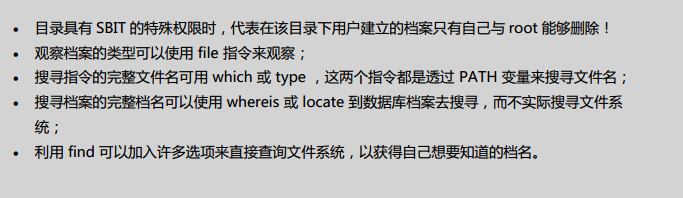 • 目录具有 SBIT 的特殊权限时，代表在该目录下用户建立的档案只有自己与 root 能够删除！
• 观察档案的类型可以使用 file 指令来观察；
• 搜寻指令的完整文件名可用 which 或 type ，这两个指令都是透过 PATH 变量来搜寻文件名；
• 搜寻档案的完整档名可以使用 whereis 或 locate 到数据库档案去搜寻，而不实际搜寻文件系
统；
• 利用 find 可以加入许多选项来直接查询文件系统，以获得自己想要知道的档名。